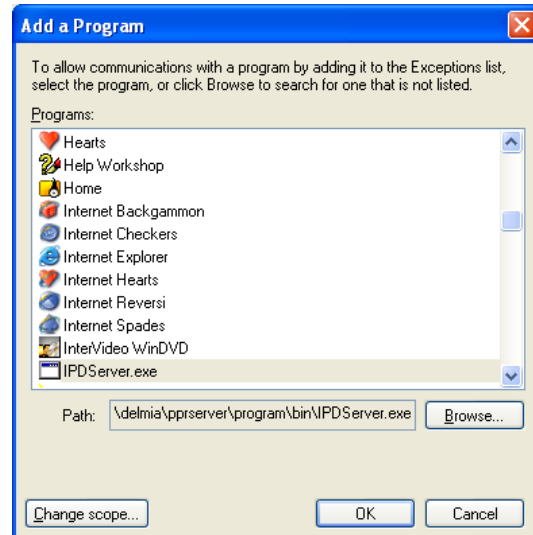 Add a Program
To allow communications with a program by adding it to the Exceptions list,
select the program, or click Browse to search for one that is not listed.
Programs:
Hearts
Help Workshop
Home
Internet Backgammon
Internet Checkers
Internet Explorer
Internet Hearts
Internet Reversi
Internet Spades
InterVideo WinDVD
IPDServer.exe
Path: \delmia\pprserver\program\bin\IPDServer.exe Browse...
Change scope... OK Cancel